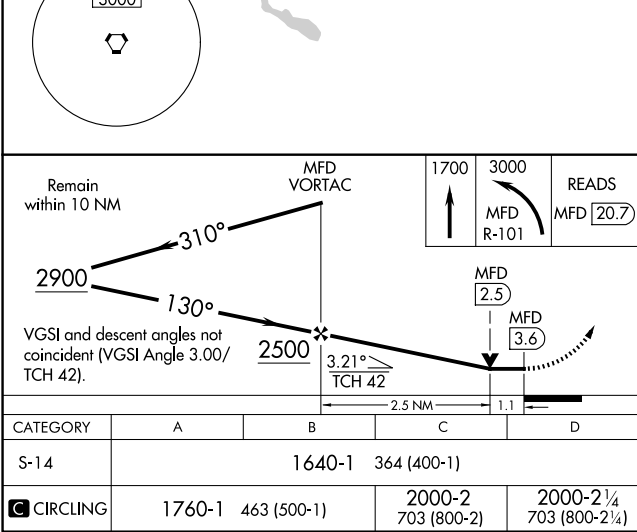 3000
Remain
within 10 NM
MFD
VORTAC
1700
3000
MFD
R-101
READS
MFD 20.7
310°
2900
130°
MFD
2.5
MFD
3.6
VGSI and descent angles not
coincident (VGSI Angle 3.00/
TCH 42).
2500
3.21°
TCH 42
2.5 NM
1.1
CATEGORY A B C D
S-14 1640-1 364 (400-1)
C CIRCLING 1760-1 463 (500-1) 2000-2 2000-2¼
703 (800-2) 703 (800-2¼)